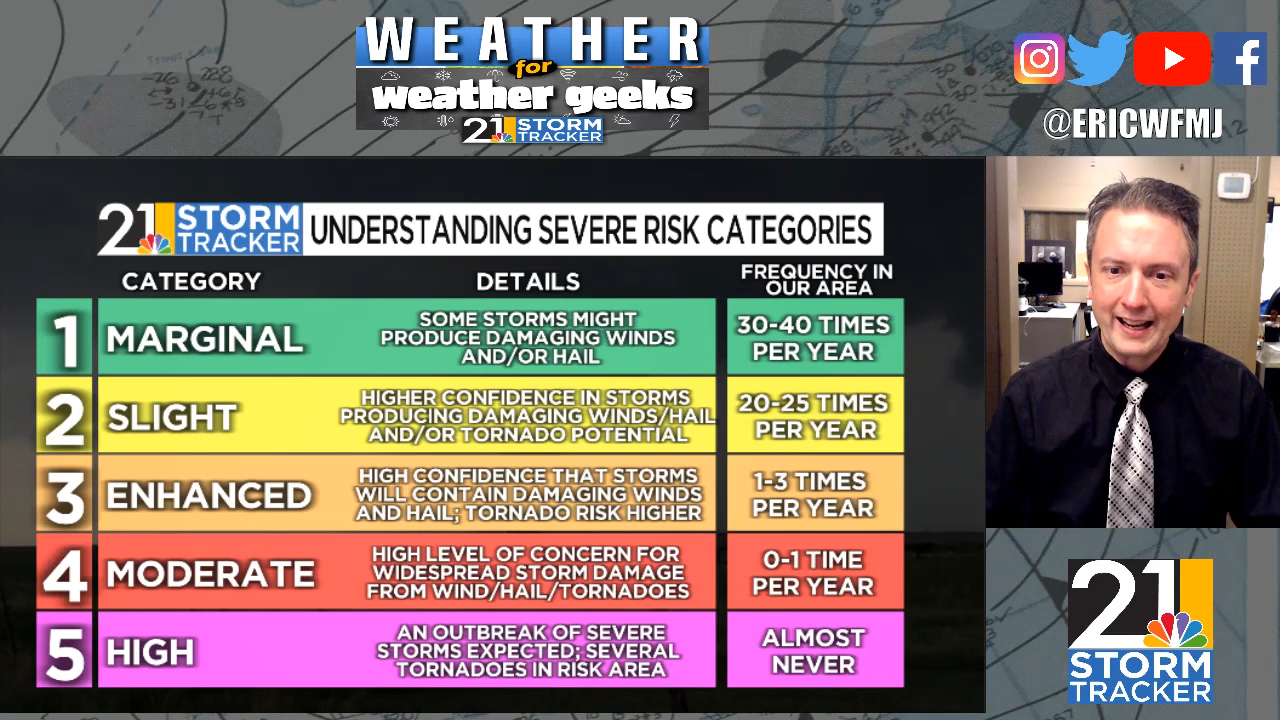 WEATHER
for
weather geeks
21 STORM
TRACKER
@ERICWFMJ
21 STORM
TRACKER
UNDERSTANDING SEVERE RISK CATEGORIES
CATEGORY
DETAILS
FREQUENCY IN
OUR AREA
1
MARGINAL
SOME STORMS MIGHT
PRODUCE DAMAGING WINDS
AND/OR HAIL
30-40 TIMES
PER YEAR
2
SLIGHT
HIGHER CONFIDENCE IN STORMS
PRODUCING DAMAGING WINDS/HAIL
AND/OR TORNADO POTENTIAL
20-25 TIMES
PER YEAR
3
ENHANCED
HIGH CONFIDENCE THAT STORMS
WILL CONTAIN DAMAGING WINDS
AND HAIL; TORNADO RISK HIGHER
1-3 TIMES
PER YEAR
4
MODERATE
HIGH LEVEL OF CONCERN FOR
WIDESPREAD STORM DAMAGE
FROM WIND/HAIL/TORNADOES
0-1 TIME
PER YEAR
5
HIGH
AN OUTBREAK OF SEVERE
STORMS EXPECTED; SEVERAL
TORNADOES IN RISK AREA
ALMOST
NEVER
21
STORM
TRACKER